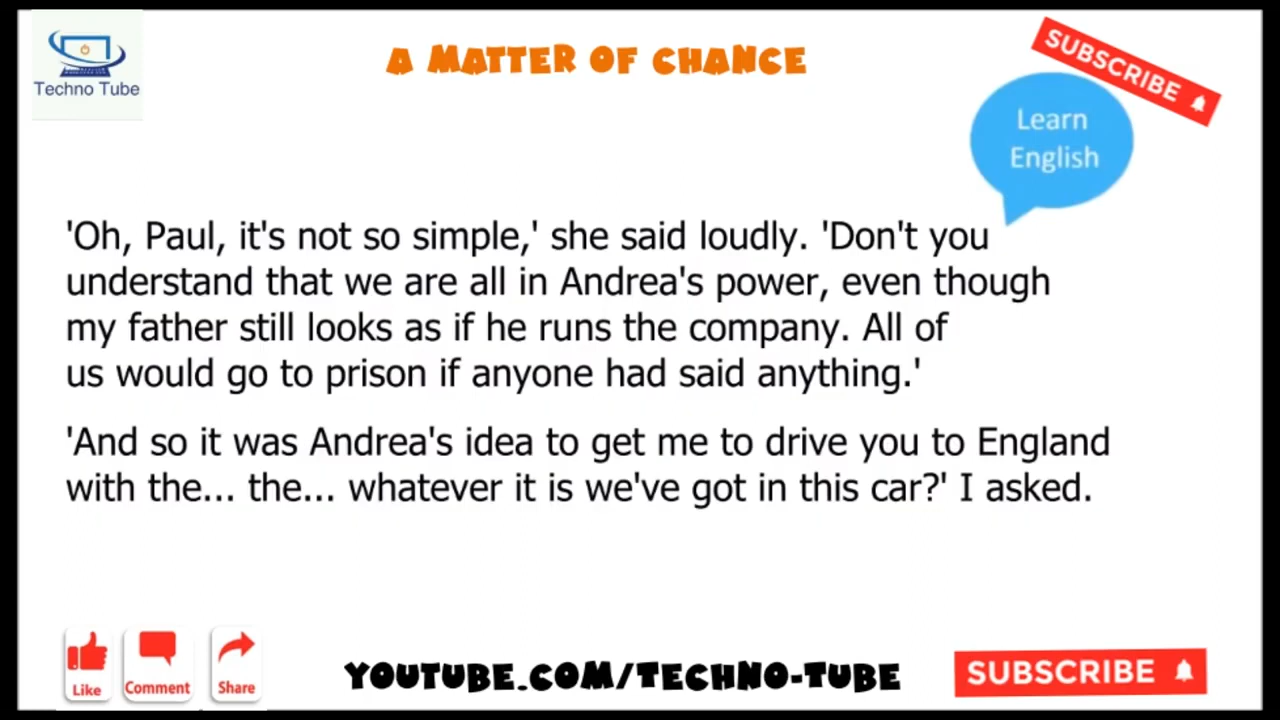 A MATTER OF CHANCE
SUBSCRIBE
Techno Tube
Learn
English
'Oh, Paul, it's not so simple,' she said loudly. 'Don't you
understand that we are all in Andrea's power, even though
my father still looks as if he runs the company. All of
us would go to prison if anyone had said anything.'
'And so it was Andrea's idea to get me to drive you to England
with the... the... whatever it is we've got in this car?' I asked.
Like
Comment
Share
YOUTUBE.COM/TECHNO-TUBE
SUBSCRIBE